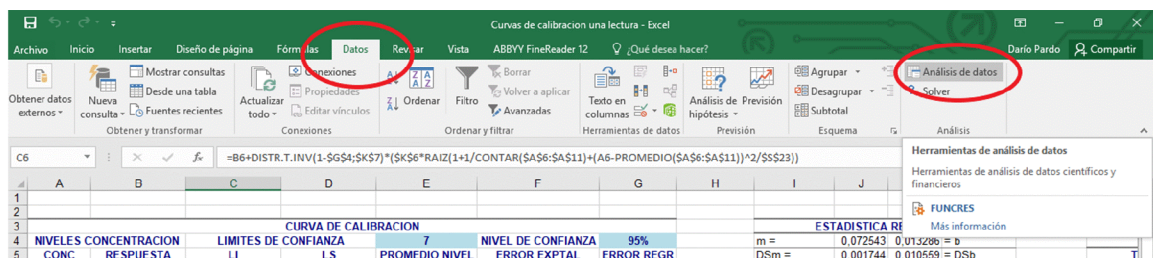 Curvas de calibracion una lectura - Excel
Archivo Inicio Insertar Diseño de página Fórmulas Datos Revisar Vista ABBYY FineReader 12 ¿Qué desea hacer? Darío Pardo Compartir
Obtener datos externos
Nueva consulta
Mostrar consultas
Desde una tabla
Fuentes recientes
Obtener y transformar
Actualizar todo
Conexiones
Propiedades
Editar vínculos
Conexiones
Ordenar
Filtro
Borrar
Volver a aplicar
Avanzadas
Ordenar y filtrar
Texto en columnas
Herramientas de datos
Análisis de hipótesis
Previsión
Previsión
Agrupar
Desagrupar
Subtotal
Esquema
Análisis de datos
Solver
Análisis
C6 fx =B6+DISTR.T.INV(1-$G$4;$K$7)*($K$6*RAIZ(1+1/CONTAR($A$6:$A$11)+(A6-PROMEDIO($A$6:$A$11))^2/$S$23))
Herramientas de análisis de datos
Herramientas de análisis de datos científicos y
financieros
FUNCRES
Más información
A B C D E F G H I J
1
2
3 CURVA DE CALIBRACION ESTADISTICA RE
4 NIVELES CONCENTRACION LIMITES DE CONFIANZA 7 NIVEL DE CONFIANZA 95% m = 0,072543 0,013286 = b
5 CONC RESPUESTA LI LS PROMEDIO NIVEL ERROR EXPTAL ERROR REGR DSm = 0,001744 0,010559 = DSb T